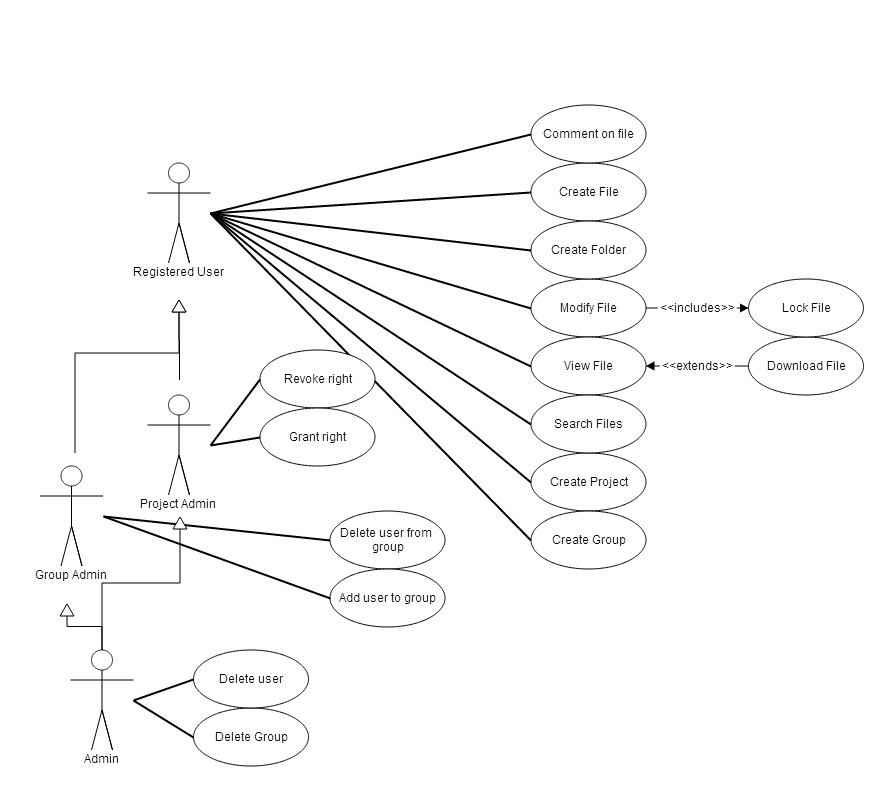 Comment on file
Create File
Registered User
Create Folder
Modify File
<<includes>>
Lock File
View File
<<extends>>
Download File
Revoke right
Search Files
Grant right
Create Project
Project Admin
Delete user from
group
Create Group
Group Admin
Add user to group
Delete user
Delete Group
Admin